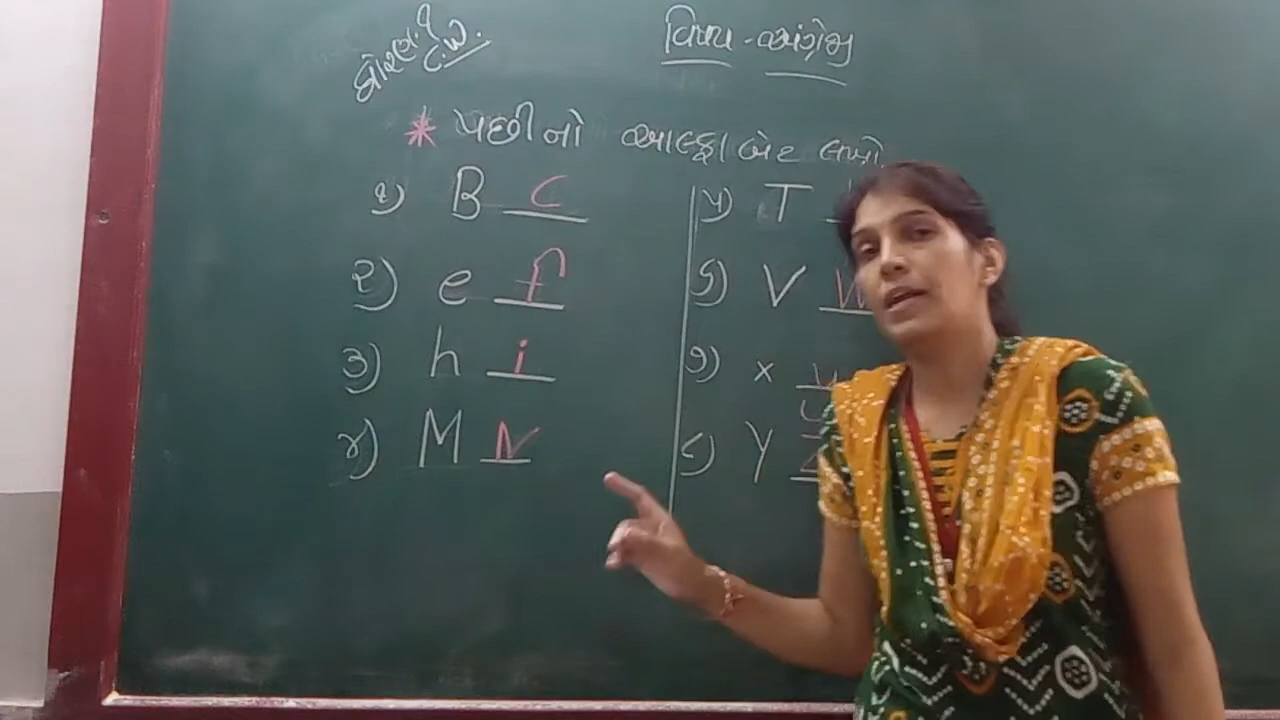 ધોરણ.૧
હ.વ.
વિષય - અંગ્રેજી
* પછીનો આલ્ફાબેટ લખો
૧) B C
૨) e f
૩) h i
૪) M N
૫) T
૬) V W
૭) x y
૮) Y Z